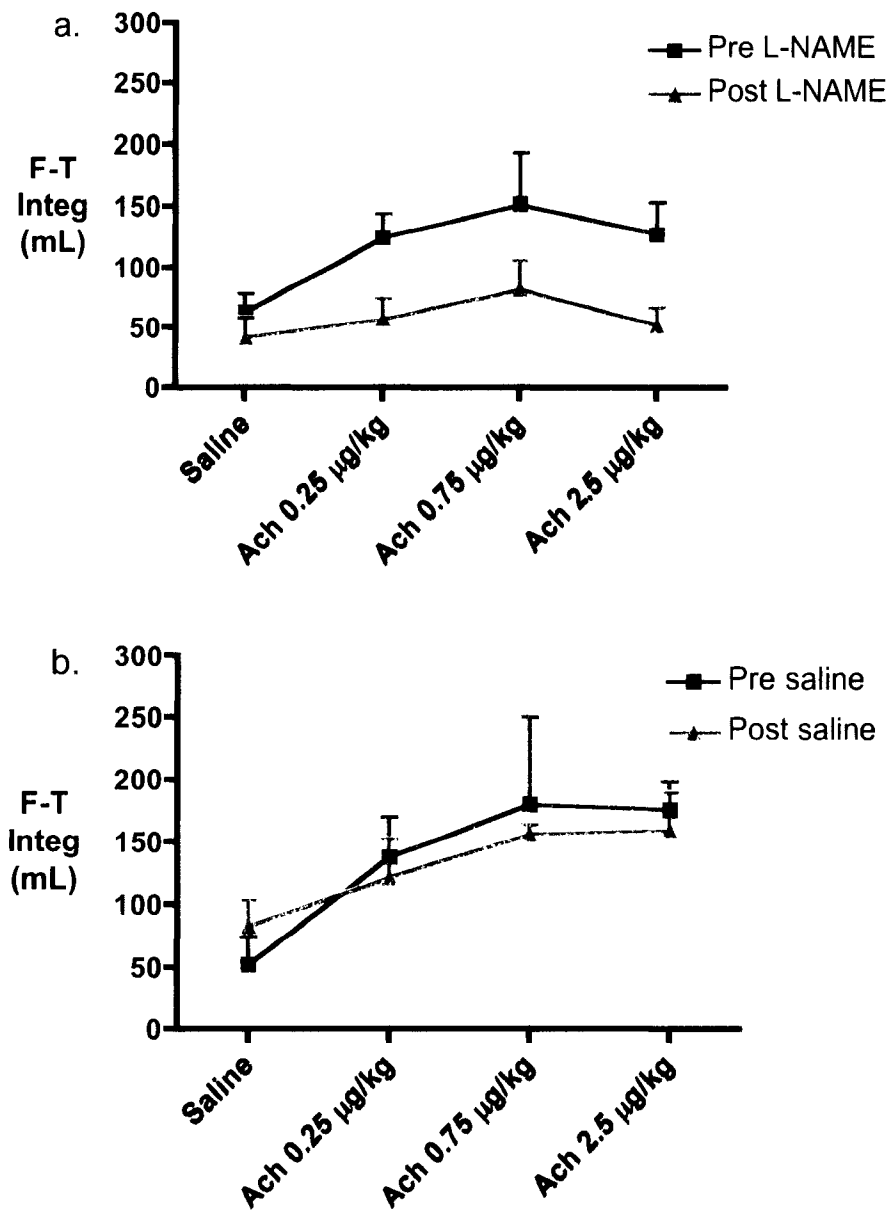 a.
300
250
200
150
100
50
0
F-T
Integ
(mL)
Pre L-NAME
Post L-NAME
Saline
Ach 0.25 µg/kg
Ach 0.75 µg/kg
Ach 2.5 µg/kg
b.
300
250
200
150
100
50
0
F-T
Integ
(mL)
Pre saline
Post saline
Saline
Ach 0.25 µg/kg
Ach 0.75 µg/kg
Ach 2.5 µg/kg